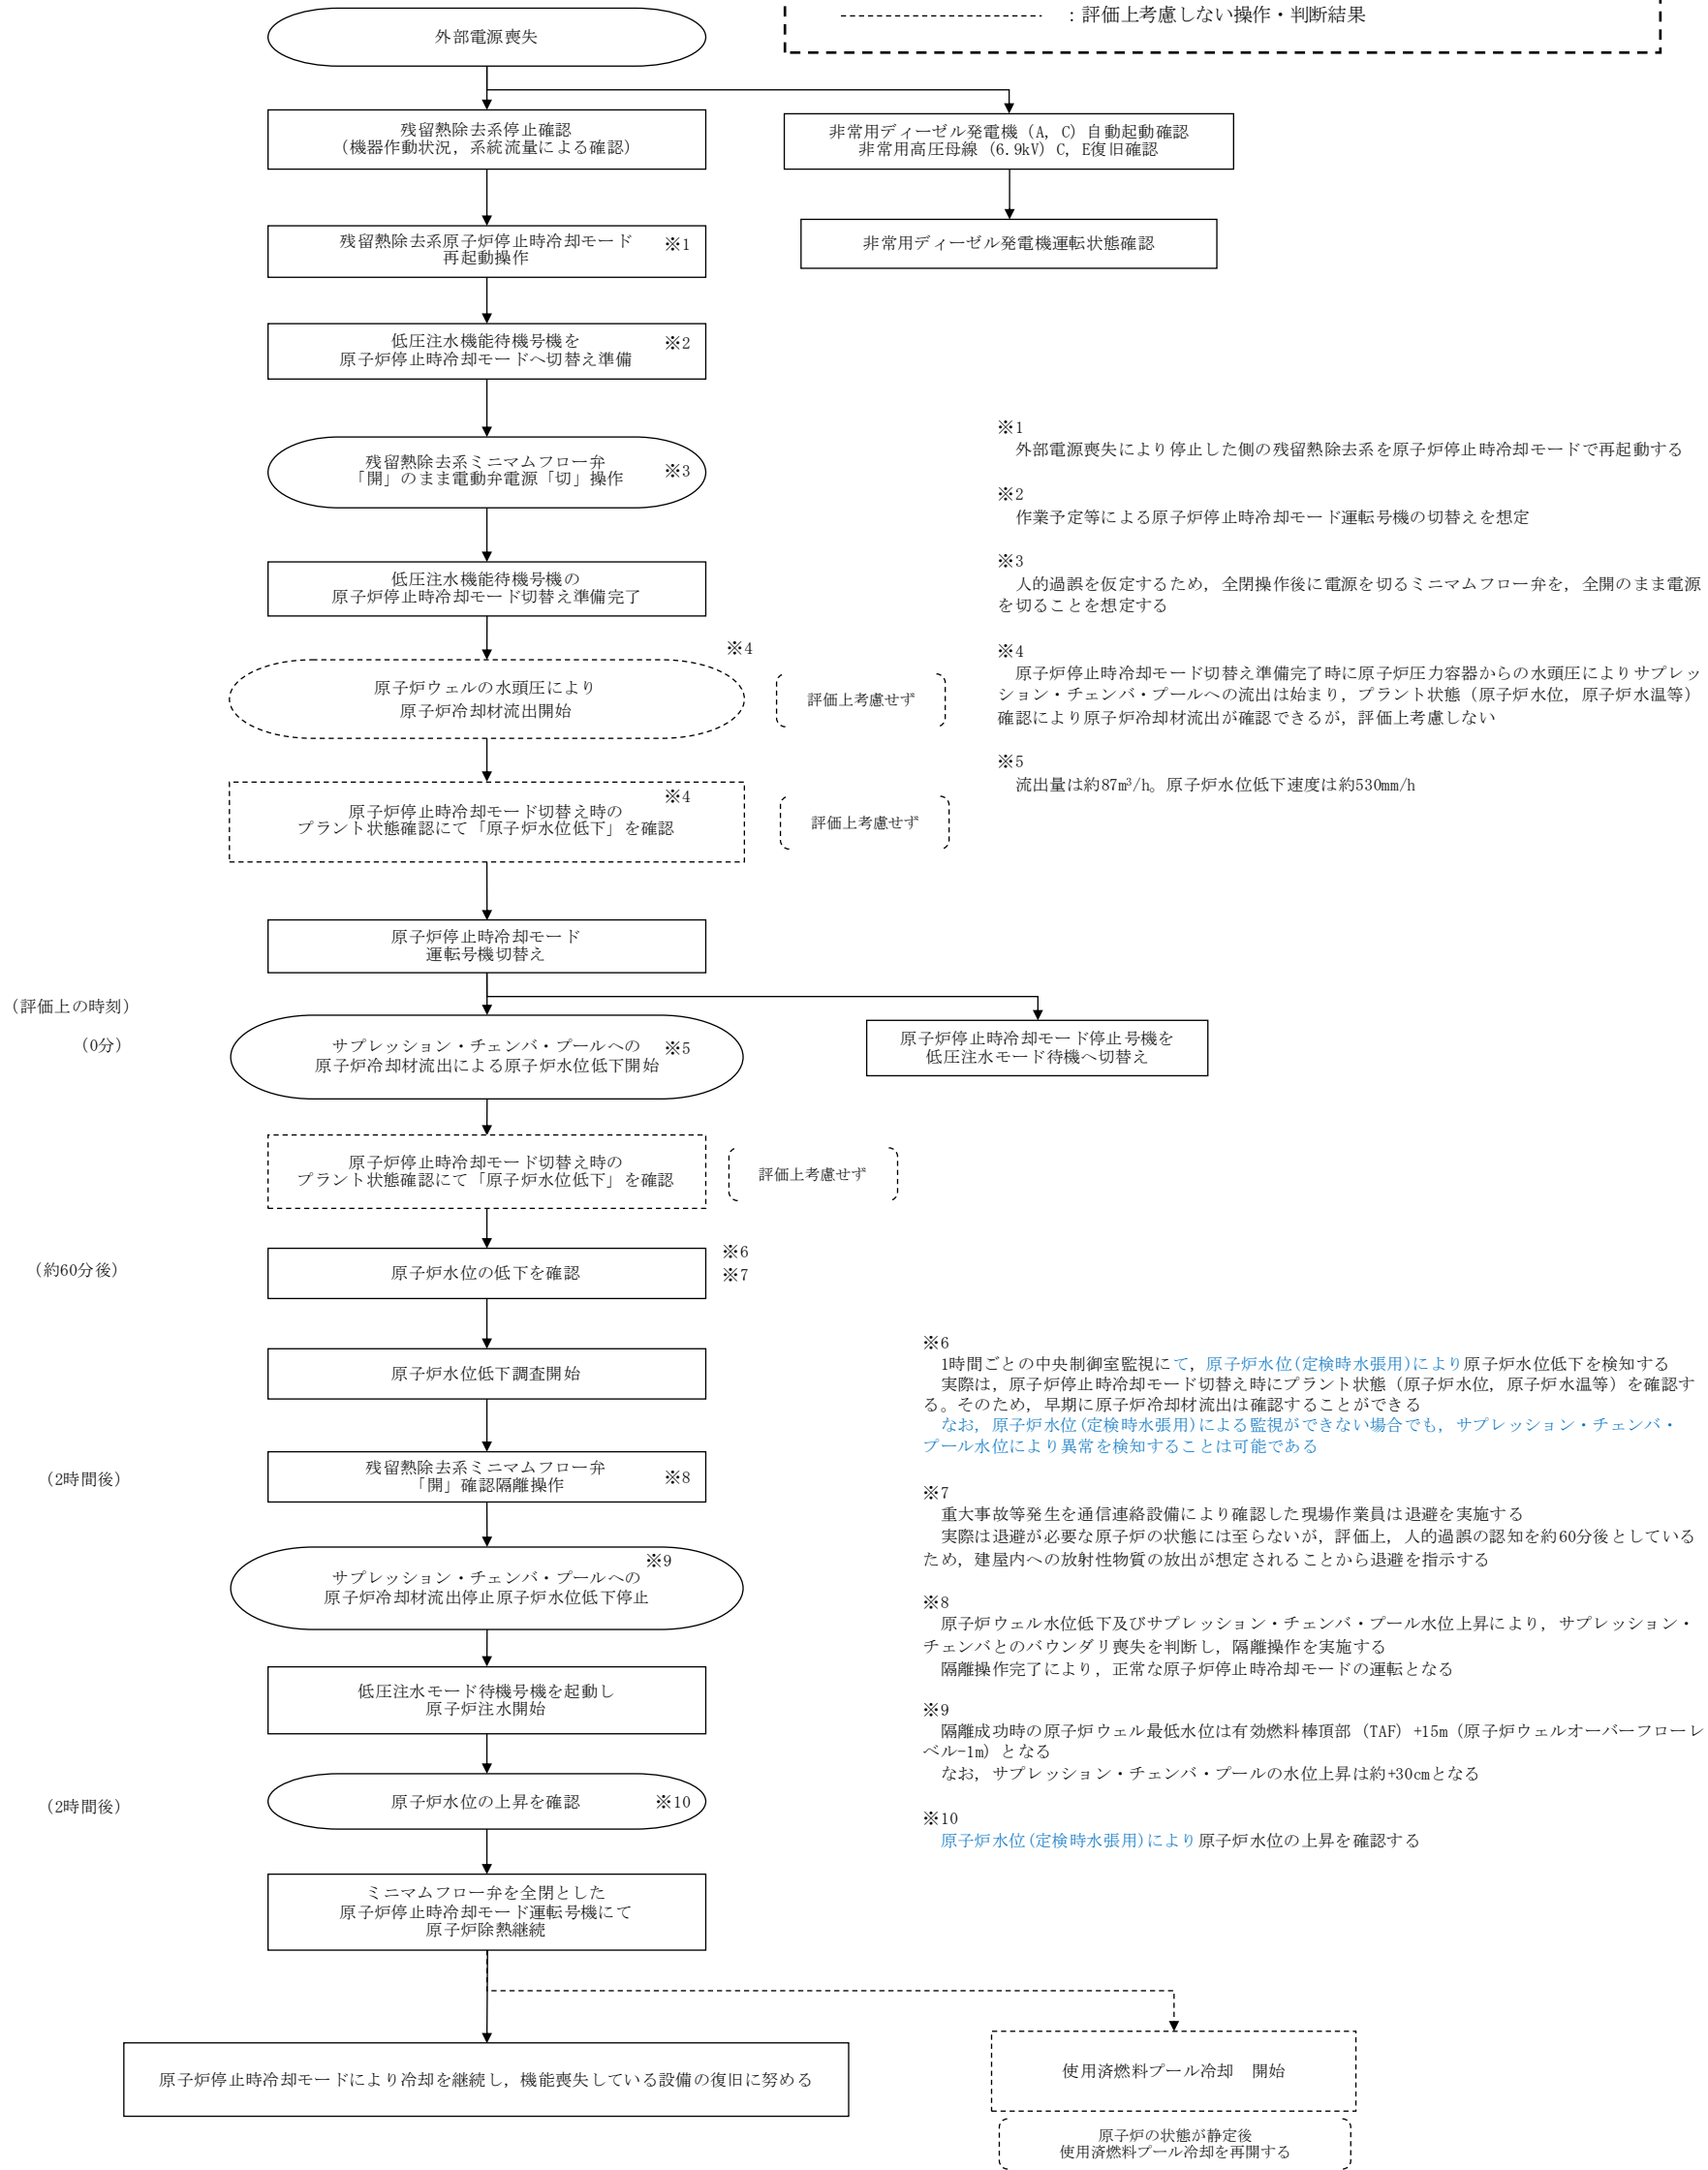 ：評価上考慮しない操作・判断結果
外部電源喪失
残留熱除去系停止確認
（機器作動状況，系統流量による確認）
非常用ディーゼル発電機（A, C）自動起動確認
非常用高圧母線（6.9kV）C, E復旧確認
残留熱除去系原子炉停止時冷却モード
再起動操作
※1
非常用ディーゼル発電機運転状態確認
低圧注水機能待機号機を
原子炉停止時冷却モードへ切替え準備
※2
残留熱除去系ミニマムフロー弁
「開」のまま電動弁電源「切」操作
※3
低圧注水機能待機号機の
原子炉停止時冷却モード切替え準備完了
※4
原子炉ウェルの水頭圧により
原子炉冷却材流出開始
評価上考慮せず
※4
原子炉停止時冷却モード切替え時の
プラント状態確認にて「原子炉水位低下」を確認
評価上考慮せず
※1
外部電源喪失により停止した側の残留熱除去系を原子炉停止時冷却モードで再起動する
※2
作業予定等による原子炉停止時冷却モード運転号機の切替えを想定
※3
人的過誤を仮定するため，全閉操作後に電源を切るミニマムフロー弁を，全開のまま電源
を切ることを想定する
※4
原子炉停止時冷却モード切替え準備完了時に原子炉圧力容器からの水頭圧によりサプレッ
ション・チェンバ・プールへの流出は始まり，プラント状態（原子炉水位，原子炉水温等）
確認により原子炉冷却材流出が確認できるが，評価上考慮しない
※5
流出量は約87m³/h。原子炉水位低下速度は約530mm/h
原子炉停止時冷却モード
運転号機切替え
（評価上の時刻）
（0分）
サプレッション・チェンバ・プールへの
原子炉冷却材流出による原子炉水位低下開始
※5
原子炉停止時冷却モード停止号機を
低圧注水モード待機へ切替え
原子炉停止時冷却モード切替え時の
プラント状態確認にて「原子炉水位低下」を確認
評価上考慮せず
（約60分後）
原子炉水位の低下を確認
※6
※7
原子炉水位低下調査開始
（2時間後）
残留熱除去系ミニマムフロー弁
「開」確認隔離操作
※8
※9
サプレッション・チェンバ・プールへの
原子炉冷却材流出停止原子炉水位低下停止
低圧注水モード待機号機を起動し
原子炉注水開始
（2時間後）
原子炉水位の上昇を確認
※10
ミニマムフロー弁を全閉とした
原子炉停止時冷却モード運転号機にて
原子炉除熱継続
※6
1時間ごとの中央制御室監視にて，原子炉水位(定検時水張用)により原子炉水位低下を検知する
実際は，原子炉停止時冷却モード切替え時にプラント状態（原子炉水位，原子炉水温等）を確認す
る。そのため，早期に原子炉冷却材流出は確認することができる
なお，原子炉水位(定検時水張用)による監視ができない場合でも，サプレッション・チェンバ・
プール水位により異常を検知することは可能である
※7
重大事故等発生を通信連絡設備により確認した現場作業員は退避を実施する
実際は退避が必要な原子炉の状態には至らないが，評価上，人的過誤の認知を約60分後としている
ため，建屋内への放射性物質の放出が想定されることから退避を指示する
※8
原子炉ウェル水位低下及びサプレッション・チェンバ・プール水位上昇により，サプレッション・
チェンバとのバウンダリ喪失を判断し，隔離操作を実施する
隔離操作完了により，正常な原子炉停止時冷却モードの運転となる
※9
隔離成功時の原子炉ウェル最低水位は有効燃料棒頂部（TAF）+15m（原子炉ウェルオーバーフローレ
ベル-1m）となる
なお，サプレッション・チェンバ・プールの水位上昇は約+30cmとなる
※10
原子炉水位(定検時水張用)により原子炉水位の上昇を確認する
原子炉停止時冷却モードにより冷却を継続し，機能喪失している設備の復旧に努める
使用済燃料プール冷却　開始
原子炉の状態が静定後
使用済燃料プール冷却を再開する